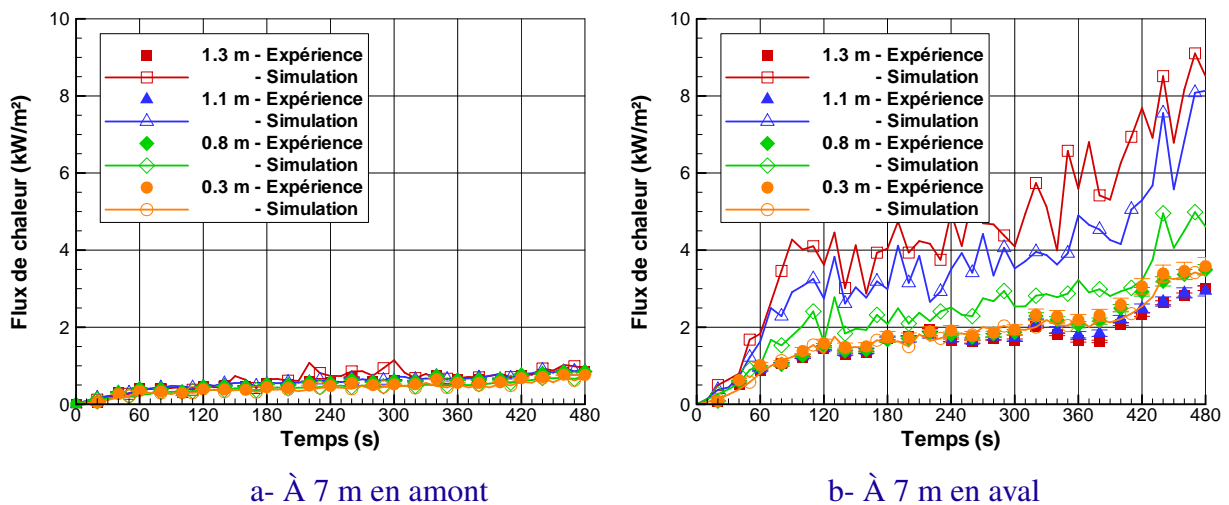 10
8
6
4
2
0
Flux de chaleur (kW/m²)
1.3 m - Expérience
- Simulation
1.1 m - Expérience
- Simulation
0.8 m - Expérience
- Simulation
0.3 m - Expérience
- Simulation
0 60 120 180 240 300 360 420 480
Temps (s)
a- À 7 m en amont
10
8
6
4
2
0
Flux de chaleur (kW/m²)
1.3 m - Expérience
- Simulation
1.1 m - Expérience
- Simulation
0.8 m - Expérience
- Simulation
0.3 m - Expérience
- Simulation
0 60 120 180 240 300 360 420 480
Temps (s)
b- À 7 m en aval